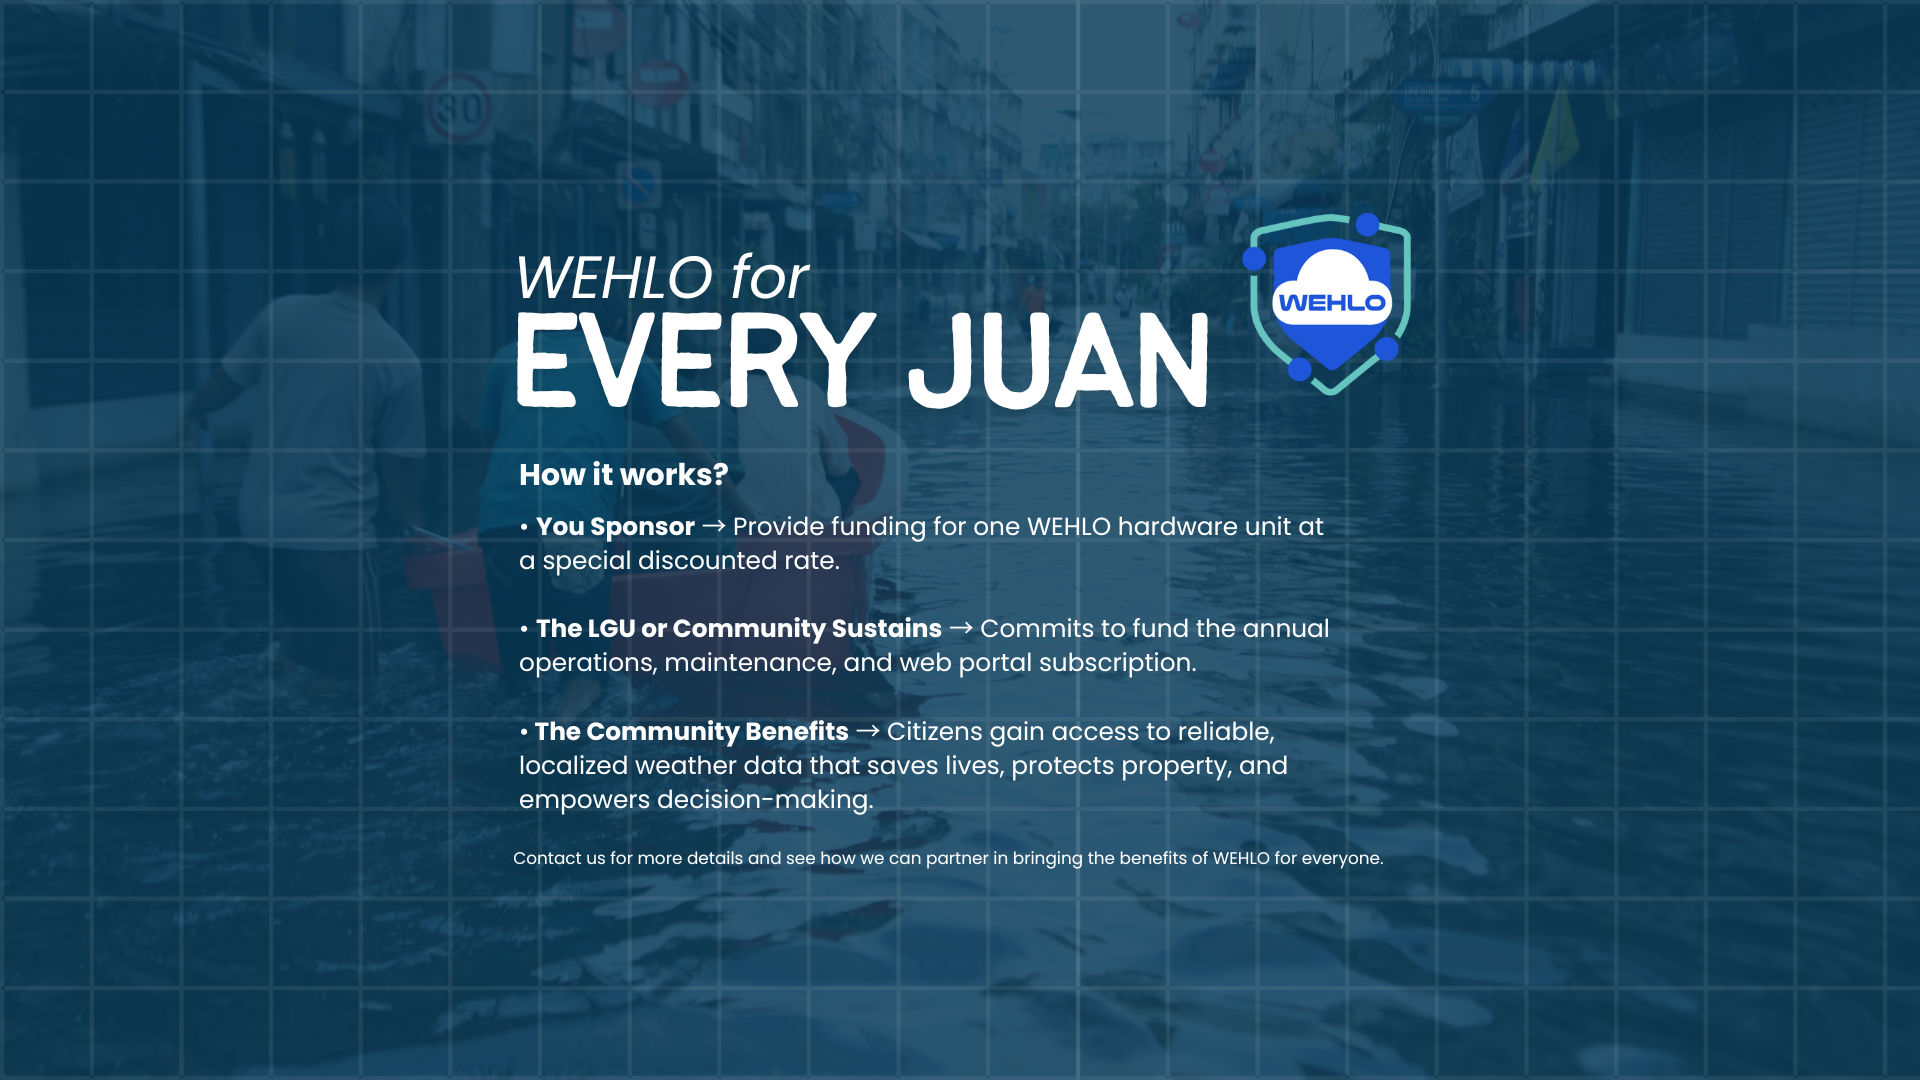 30
WEHLO for
EVERY JUAN
WEHLO
How it works?
• You Sponsor → Provide funding for one WEHLO hardware unit at
a special discounted rate.
• The LGU or Community Sustains → Commits to fund the annual
operations, maintenance, and web portal subscription.
• The Community Benefits → Citizens gain access to reliable,
localized weather data that saves lives, protects property, and
empowers decision-making.
Contact us for more details and see how we can partner in bringing the benefits of WEHLO for everyone.